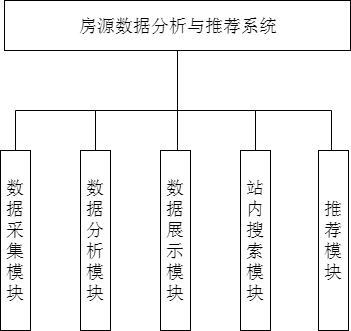 房源数据分析与推荐系统
数据采集模块
数据分析模块
数据展示模块
站内搜索模块
推荐模块